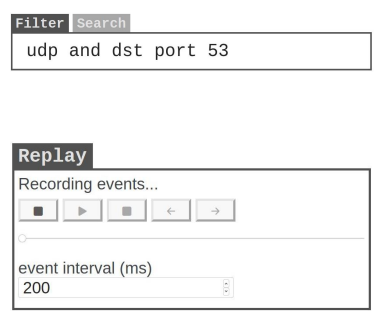 Filter Search
udp and dst port 53
Replay
Recording events...
event interval (ms)
200